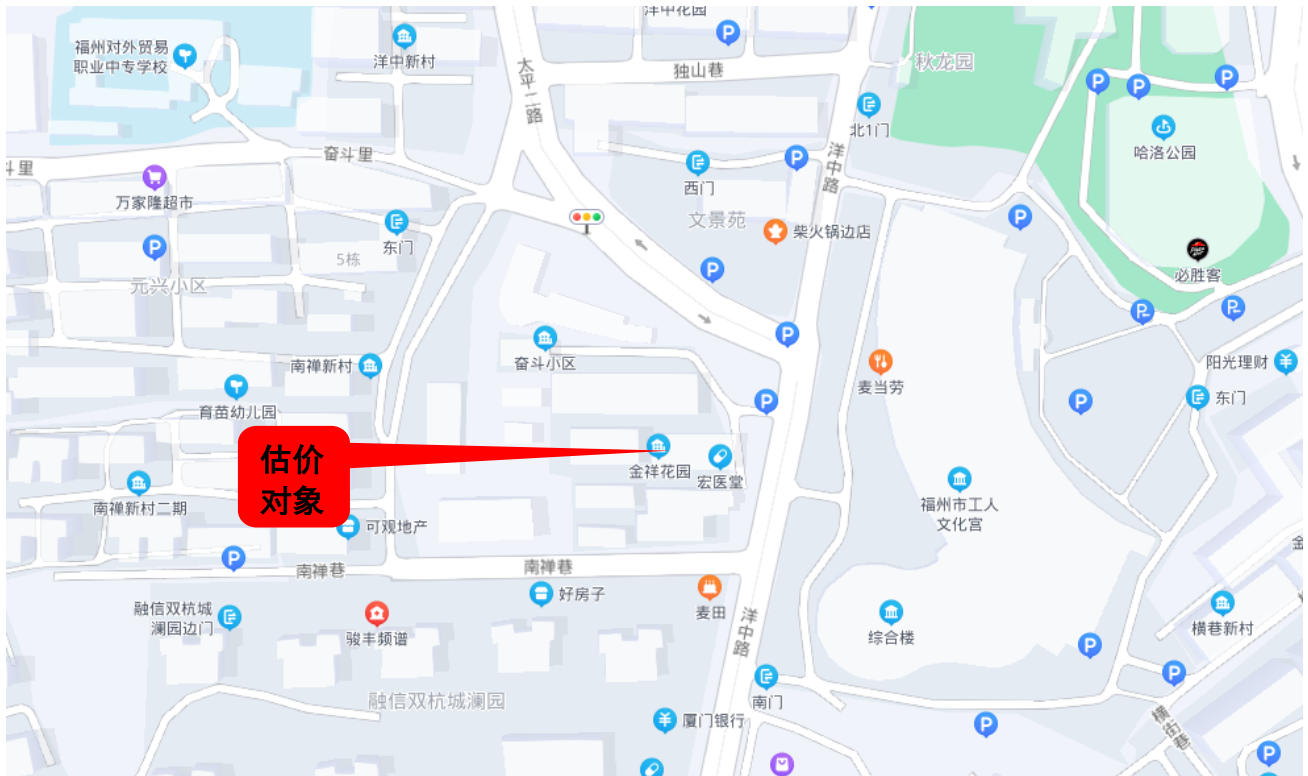 洋中花园
福州对外贸易
职业中专学校
洋中新村
P
太平二路
独山巷
秋龙园
P
P
P
北1门
哈洛公园
奋斗里
斗里
万家隆超市
西门
P
洋中路
文景苑
柴火锅边店
P
东门
5栋
P
元兴小区
P
必胜客
P
P
P
奋斗小区
南禅新村
麦当劳
阳光理财
东门
育苗幼儿园
P
P
估价
对象
金祥花园
宏医堂
南禅新村二期
福州市工人
文化宫
可观地产
P
南禅巷
南禅巷
好房子
麦田
融信双杭城
澜园边门
骏丰频谱
洋中路
综合楼
横巷新村
P
P
融信双杭城澜园
南门
厦门银行
P
横街巷
P
金